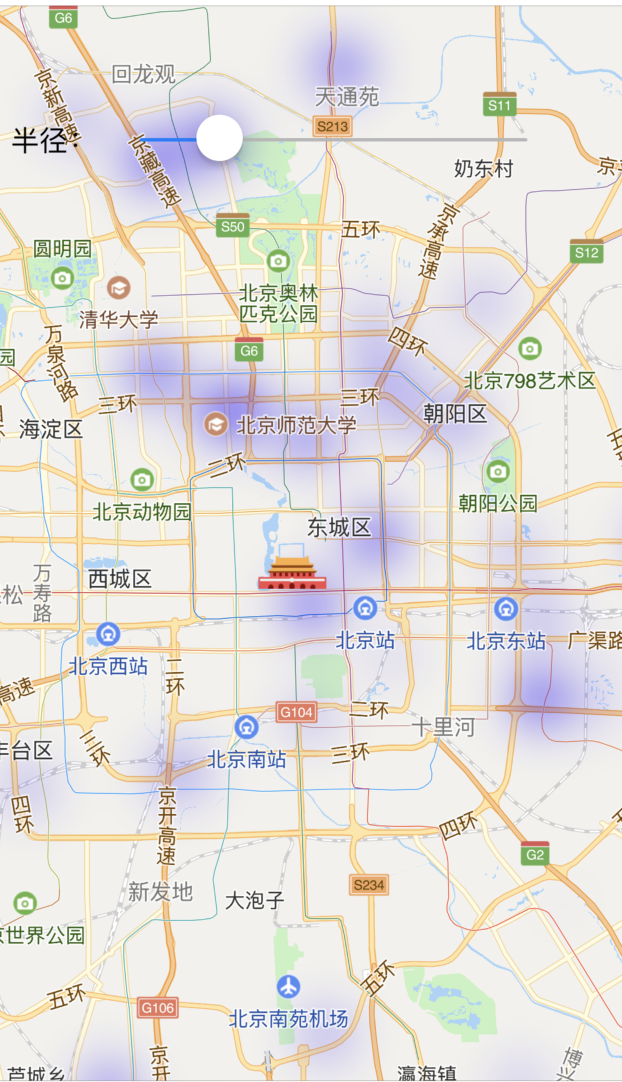 G6
回龙观
京新高速
天通苑
S11
S213
半径：
京藏高速
奶东村
S50
五环
京承高速
S12
圆明园
北京奥林
匹克公园
清华大学
万泉河路
G6
四环
北京798艺术区
三环
三环
海淀区
朝阳区
北京师范大学
二环
北京动物园
朝阳公园
东城区
万寿路
西城区
松
北京站
北京东站
广渠路
北京西站
二环
高速
G104
二环
十里河
北京南站
三环
三环
丰台区
京开高速
四环
四环
G2
S234
新发地
大泡子
世界公园
五环
五环
G106
北京南苑机场
京开
瀛海镇
芦城乡
博兴